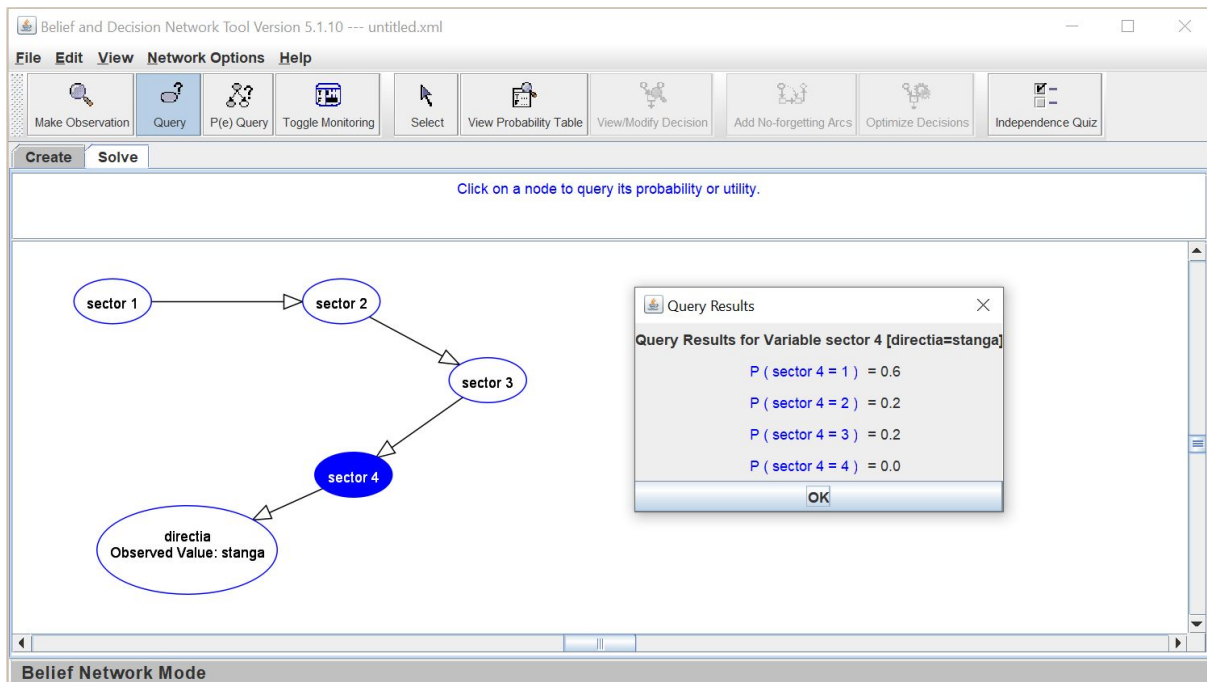 Belief and Decision Network Tool Version 5.1.10 --- untitled.xml
File Edit View Network Options Help
Make Observation Query P(e) Query Toggle Monitoring Select View Probability Table View/Modify Decision Add No-forgetting Arcs Optimize Decisions Independence Quiz
Create Solve
Click on a node to query its probability or utility.
sector 1
sector 2
sector 3
sector 4
directia
Observed Value: stanga
Query Results
Query Results for Variable sector 4 [directia=stanga]
P ( sector 4 = 1 ) = 0.6
P ( sector 4 = 2 ) = 0.2
P ( sector 4 = 3 ) = 0.2
P ( sector 4 = 4 ) = 0.0
OK
Belief Network Mode